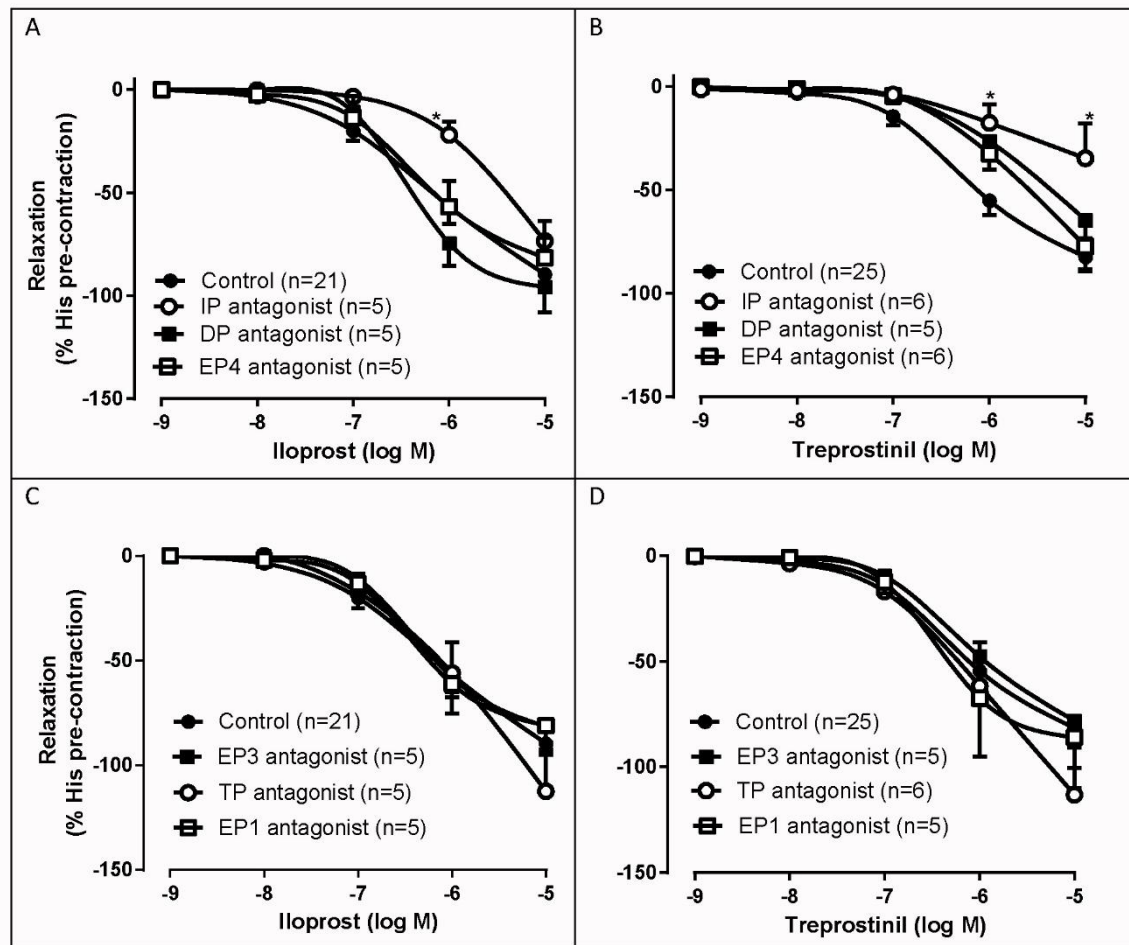 A
Relaxation
(% His pre-contraction)
0
-50
-100
-150
*
Control (n=21)
IP antagonist (n=5)
DP antagonist (n=5)
EP4 antagonist (n=5)
-9 -8 -7 -6 -5
Iloprost (log M)
B
0
-50
-100
-150
* *
Control (n=25)
IP antagonist (n=6)
DP antagonist (n=5)
EP4 antagonist (n=6)
-9 -8 -7 -6 -5
Treprostinil (log M)
C
Relaxation
(% His pre-contraction)
0
-50
-100
-150
Control (n=21)
EP3 antagonist (n=5)
TP antagonist (n=5)
EP1 antagonist (n=5)
-9 -8 -7 -6 -5
Iloprost (log M)
D
0
-50
-100
-150
Control (n=25)
EP3 antagonist (n=5)
TP antagonist (n=6)
EP1 antagonist (n=5)
-9 -8 -7 -6 -5
Treprostinil (log M)